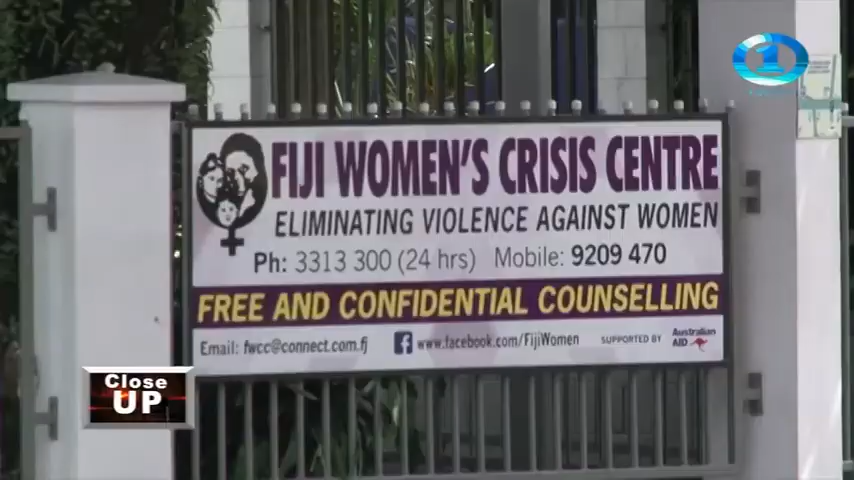 1
FIJI WOMEN'S CRISIS CENTRE
ELIMINATING VIOLENCE AGAINST WOMEN
Ph: 3313 300 (24 hrs) Mobile: 9209 470
FREE AND CONFIDENTIAL COUNSELLING
Email: fwcc@connect.com.fj f www.facebook.com/FijiWomen SUPPORTED BY Australian AID
Close
UP